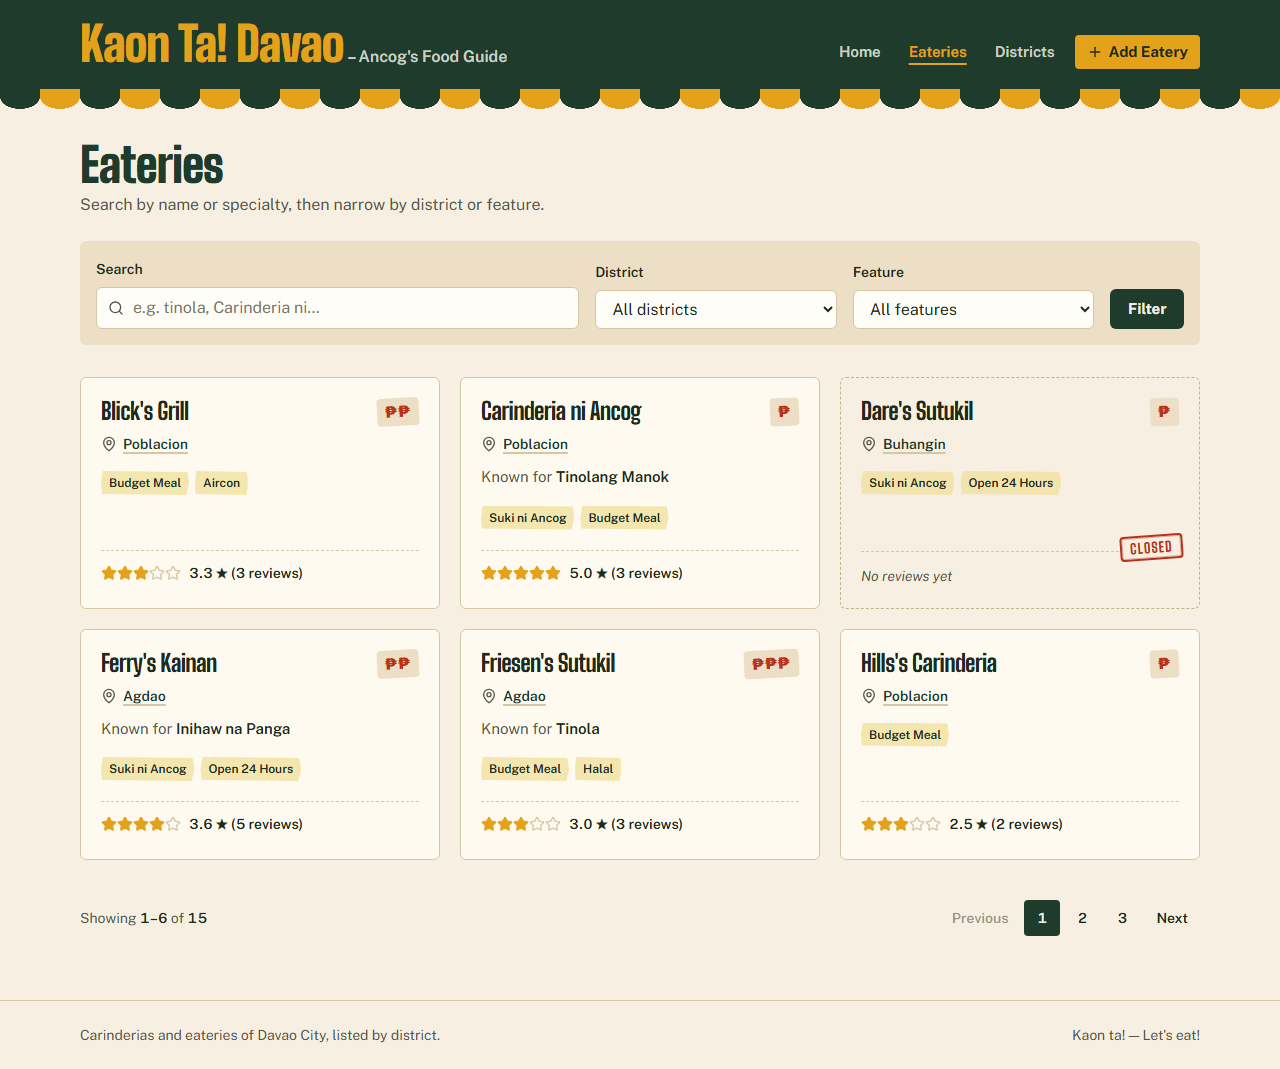 Kaon Ta! Davao – Ancog's Food Guide
Home Eateries Districts + Add Eatery
Eateries
Search by name or specialty, then narrow by district or feature.
Search District Feature
e.g. tinola, Carinderia ni... All districts All features Filter
Blick's Grill ₱₱
Poblacion
Budget Meal Aircon
3.3 ★ (3 reviews)
Carinderia ni Ancog ₱
Poblacion
Known for Tinolang Manok
Suki ni Ancog Budget Meal
5.0 ★ (3 reviews)
Dare's Sutukil ₱
Buhangin
Suki ni Ancog Open 24 Hours
CLOSED
No reviews yet
Ferry's Kainan ₱₱
Agdao
Known for Inihaw na Panga
Suki ni Ancog Open 24 Hours
3.6 ★ (5 reviews)
Friesen's Sutukil ₱₱₱
Agdao
Known for Tinola
Budget Meal Halal
3.0 ★ (3 reviews)
Hills's Carinderia ₱
Poblacion
Budget Meal
2.5 ★ (2 reviews)
Showing 1–6 of 15
Previous 1 2 3 Next
Carinderias and eateries of Davao City, listed by district.
Kaon ta! — Let's eat!